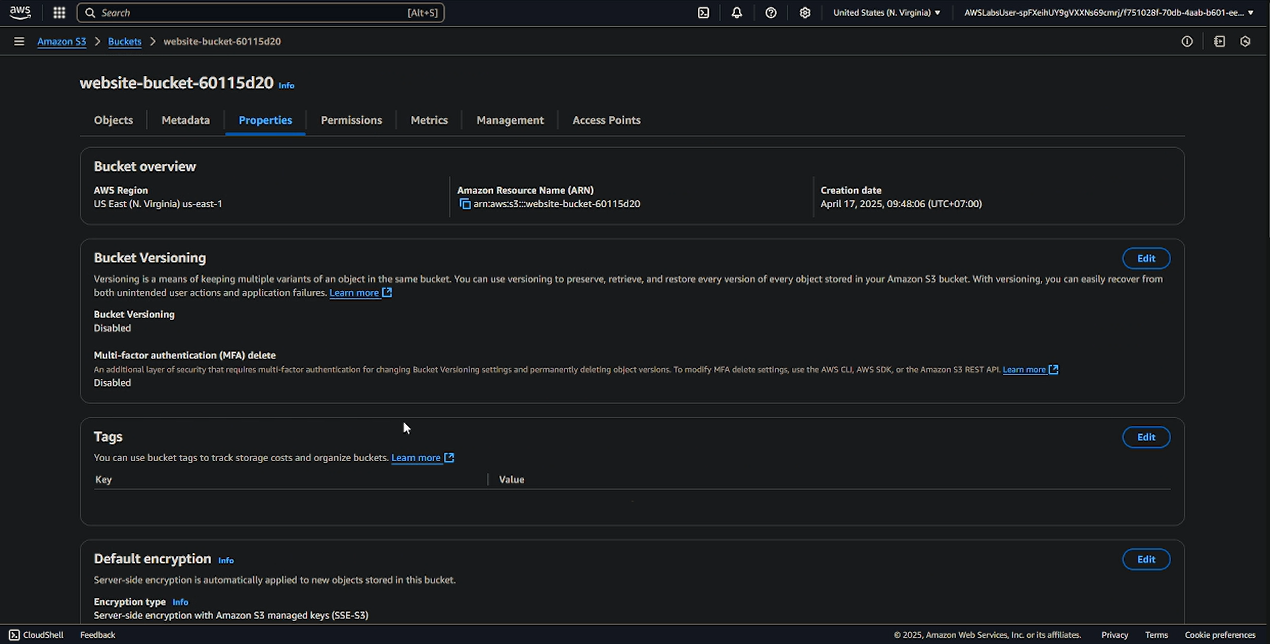 aws
Search [Alt+S]
United States (N. Virginia)
AWSLabsUser-spFXeihUY9gVXXNs69cmrj/f751028f-70db-4aab-b601-ee...
Amazon S3 > Buckets > website-bucket-60115d20
website-bucket-60115d20 Info
Objects Metadata Properties Permissions Metrics Management Access Points
Bucket overview
AWS Region
US East (N. Virginia) us-east-1
Amazon Resource Name (ARN)
arn:aws:s3:::website-bucket-60115d20
Creation date
April 17, 2025, 09:48:06 (UTC+07:00)
Bucket Versioning
Edit
Versioning is a means of keeping multiple variants of an object in the same bucket. You can use versioning to preserve, retrieve, and restore every version of every object stored in your Amazon S3 bucket. With versioning, you can easily recover from
both unintended user actions and application failures. Learn more
Bucket Versioning
Disabled
Multi-factor authentication (MFA) delete
An additional layer of security that requires multi-factor authentication for changing Bucket Versioning settings and permanently deleting object versions. To modify MFA delete settings, use the AWS CLI, AWS SDK, or the Amazon S3 REST API. Learn more
Disabled
Tags
Edit
You can use bucket tags to track storage costs and organize buckets. Learn more
Key Value
Default encryption Info
Edit
Server-side encryption is automatically applied to new objects stored in this bucket.
Encryption type Info
Server-side encryption with Amazon S3 managed keys (SSE-S3)
CloudShell Feedback
© 2025, Amazon Web Services, Inc. or its affiliates. Privacy Terms Cookie preferences